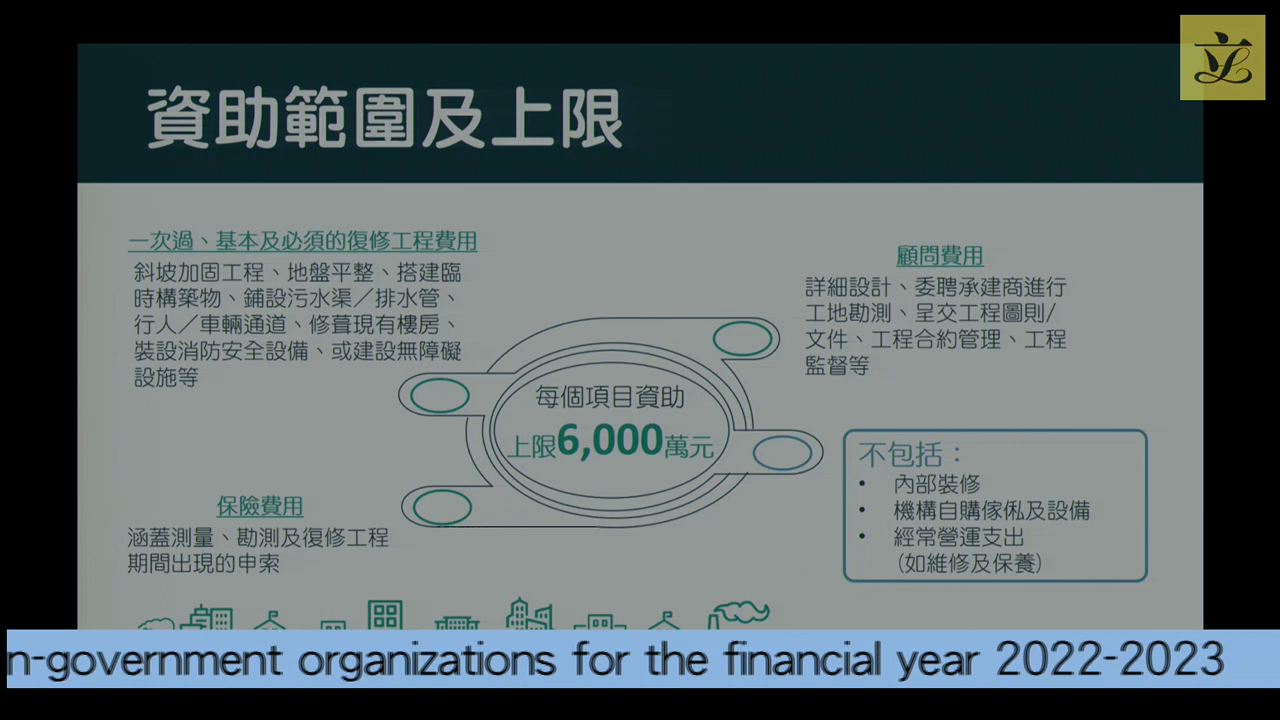 資助範圍及上限
一次過、基本及必須的復修工程費用
斜坡加固工程、地盤平整、搭建臨
時構築物、鋪設污水渠／排水管、
行人／車輛通道、修葺現有樓房、
裝設消防安全設備、或建設無障礙
設施等
顧問費用
詳細設計、委聘承建商進行
工地勘測、呈交工程圖則/
文件、工程合約管理、工程
監督等
每個項目資助
上限6,000萬元
不包括：
• 內部裝修
• 機構自購傢俬及設備
• 經常營運支出
(如維修及保養)
保險費用
涵蓋測量、勘測及復修工程
期間出現的申索
n-government organizations for the financial year 2022-2023